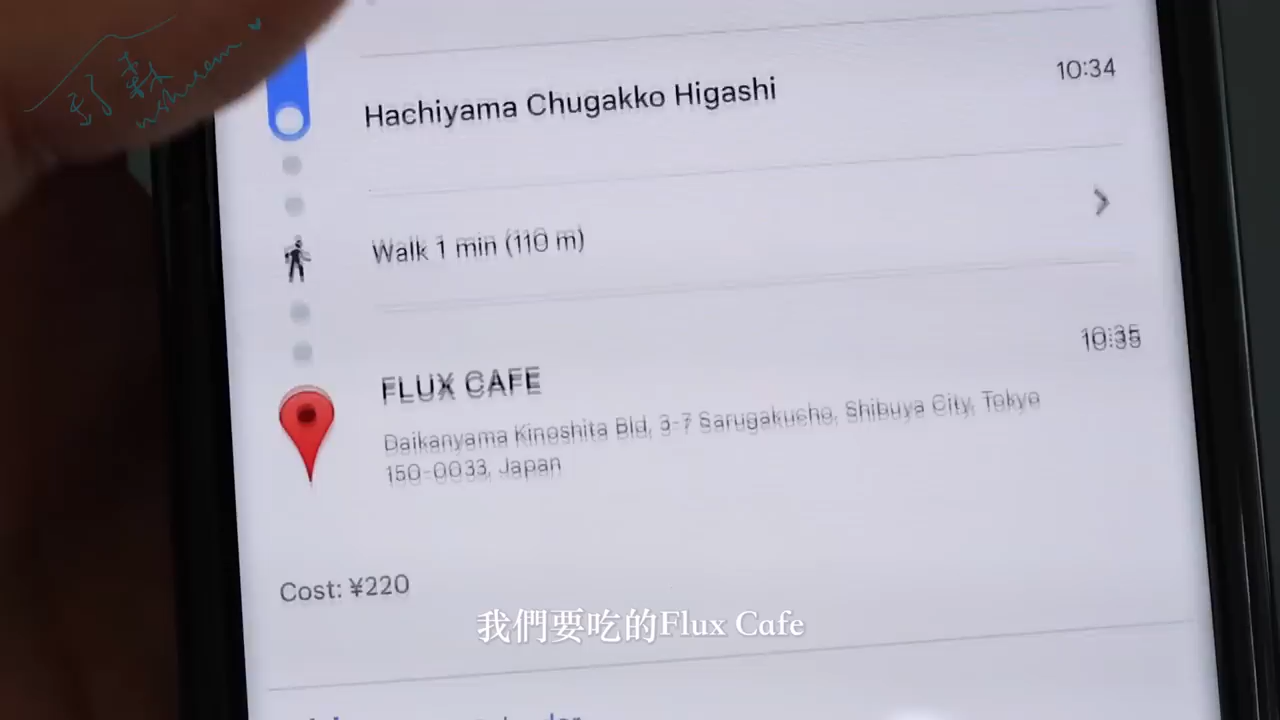 Hachiyama Chugakko Higashi
10:34
Walk 1 min (110 m)
FLUX CAFE
10:35
Daikanyama Kinoshita Bld, 3-7 Sarugakucho, Shibuya City, Tokyo
150-0033, Japan
Cost: ¥220
我們要吃的Flux Cafe